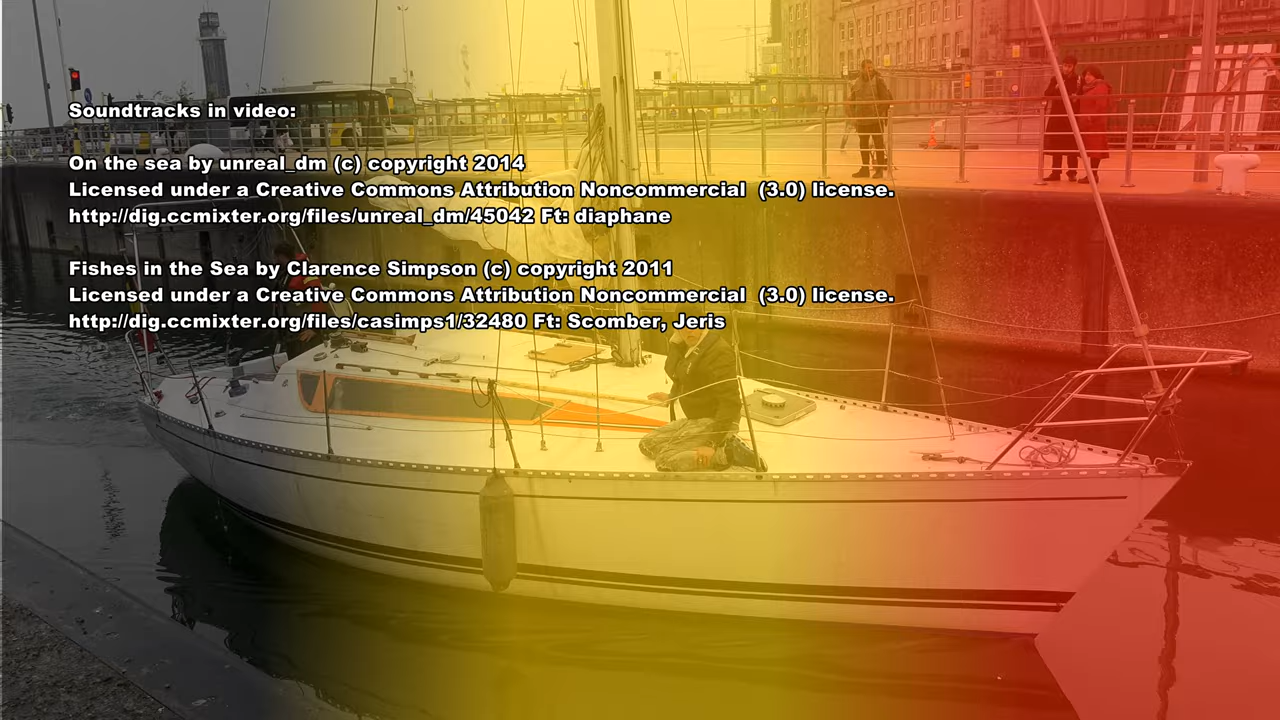 Soundtracks in video:
On the sea by unreal_dm (c) copyright 2014
Licensed under a Creative Commons Attribution Noncommercial  (3.0) license.
http://dig.ccmixter.org/files/unreal_dm/45042 Ft: diaphane
Fishes in the Sea by Clarence Simpson (c) copyright 2011
Licensed under a Creative Commons Attribution Noncommercial  (3.0) license.
http://dig.ccmixter.org/files/casimps1/32480 Ft: Scomber, Jeris